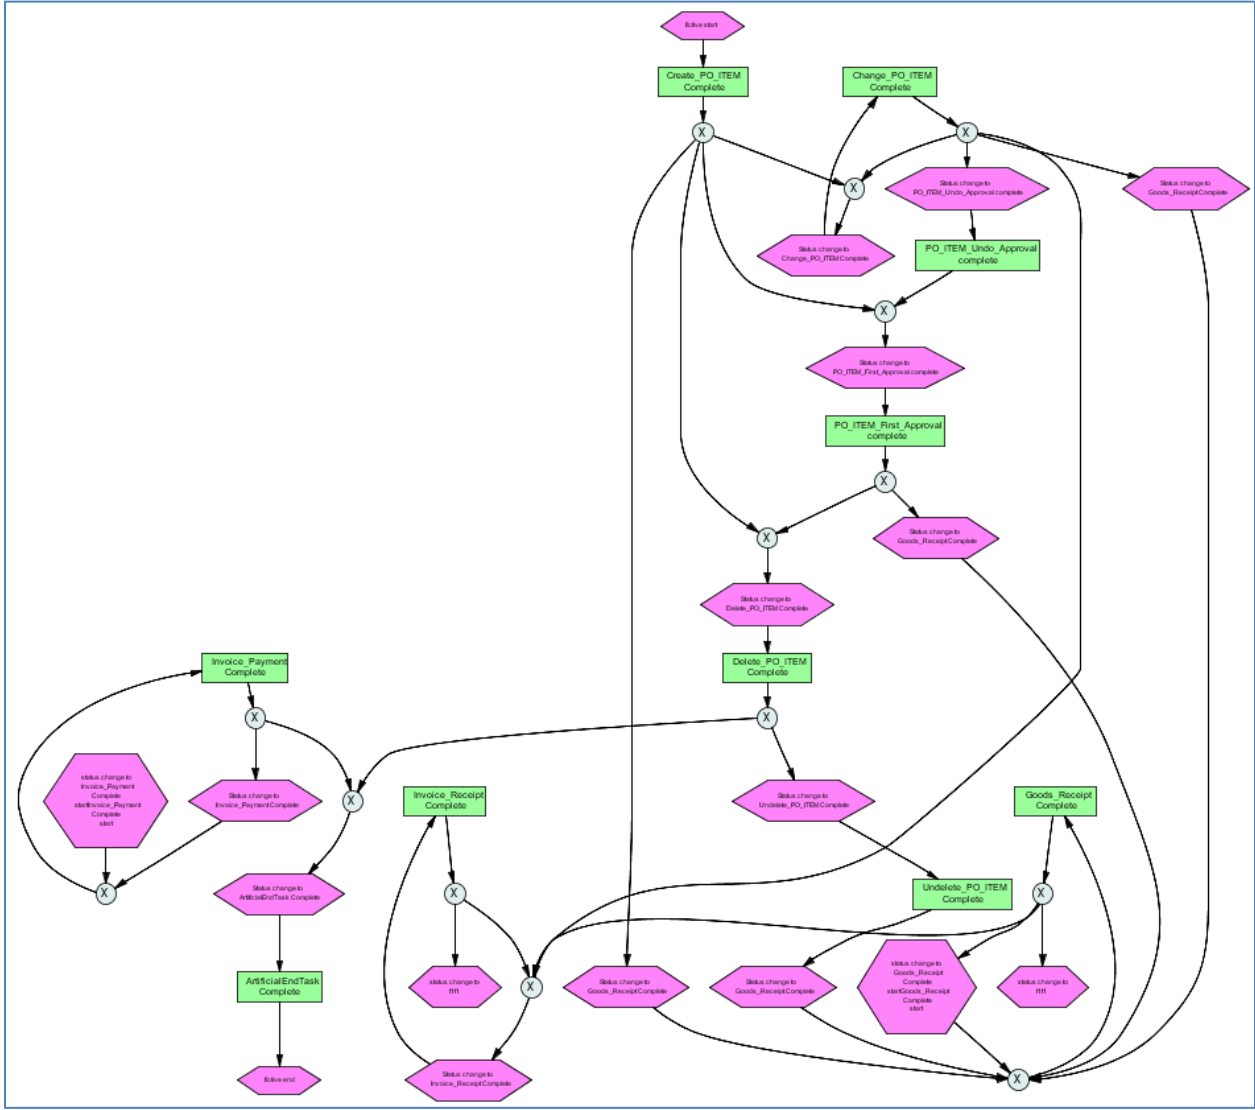 fictive start
Create_PO_ITEM
Complete
Change_PO_ITEM
Complete
X
X
X
Status change to
PO_ITEM_Undo_Approval complete
Status change to
Goods_Receipt Complete
Status change to
Change_PO_ITEM Complete
PO_ITEM_Undo_Approval
complete
X
Status change to
PO_ITEM_First_Approval complete
PO_ITEM_First_Approval
complete
X
X
Status change to
Goods_Receipt Complete
Status change to
Delete_PO_ITEM Complete
Invoice_Payment
Complete
Delete_PO_ITEM
Complete
X
X
status change to
Invoice_Payment
Complete
startInvoice_Payment
Complete
start
Status change to
Invoice_Payment Complete
X
Invoice_Receipt
Complete
Status change to
Undelete_PO_ITEM Complete
Goods_Receipt
Complete
X
Status change to
ArtificialEndTask Complete
X
Undelete_PO_ITEM
Complete
X
ArtificialEndTask
Complete
status change to
X
Status change to
Goods_Receipt Complete
Status change to
Goods_Receipt Complete
status change to
Goods_Receipt
Complete
startGoods_Receipt
Complete
start
status change to
fictive end
Status change to
Invoice_Receipt Complete
X